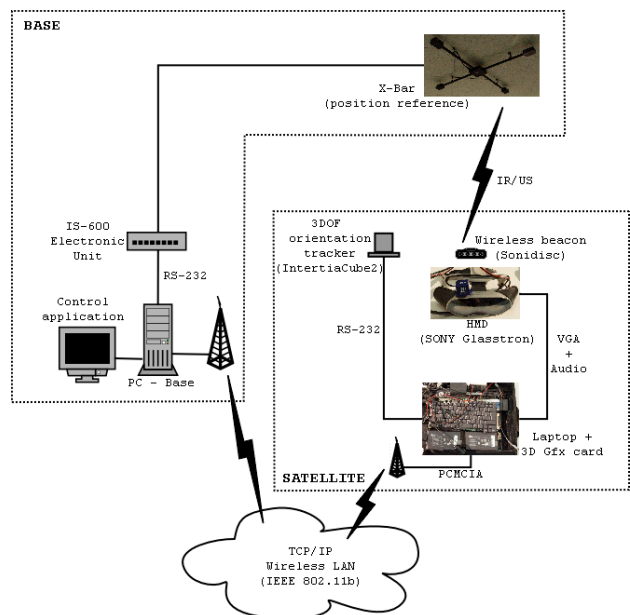 BASE
X-Bar
(position reference)
IR/US
IS-600
Electronic
Unit
RS-232
Control
application
PC - Base
3DOF
orientation
tracker
(IntertiaCube2)
Wireless beacon
(Sonidisc)
HMD
(SONY Glasstron)
RS-232
VGA
+
Audio
Laptop +
3D Gfx card
PCMCIA
SATELLITE
TCP/IP
Wireless LAN
(IEEE 802.11b)